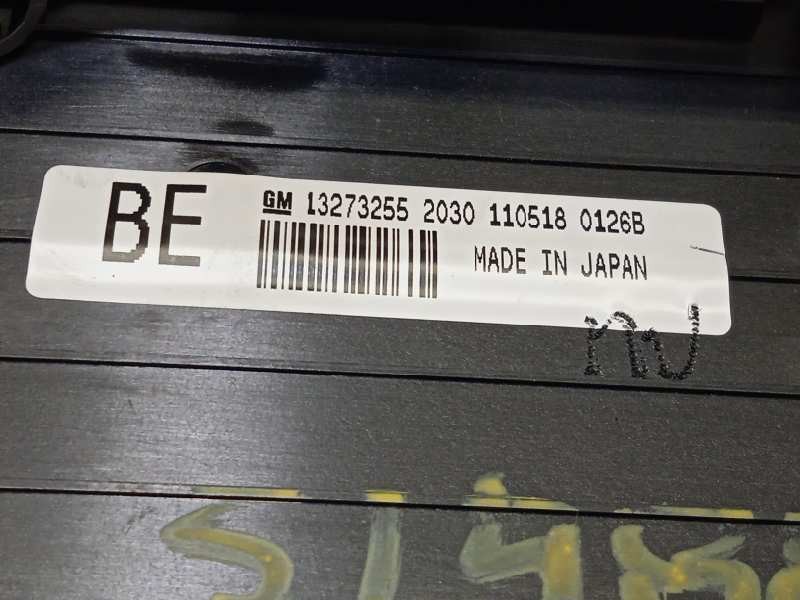 BE
GM 13273255 2030 110518 0126B
MADE IN JAPAN